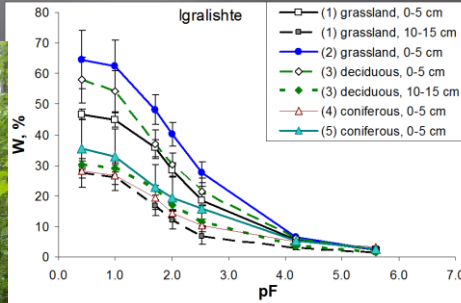 Igralishte
(1) grassland, 0-5 cm
(1) grassland, 10-15 cm
(2) grassland, 0-5 cm
(3) deciduous, 0-5 cm
(3) deciduous, 10-15 cm
(4) coniferous, 0-5 cm
(5) coniferous, 0-5 cm
W, %
80
70
60
50
40
30
20
10
0
0.0 1.0 2.0 3.0 4.0 5.0 6.0 7.0
pF